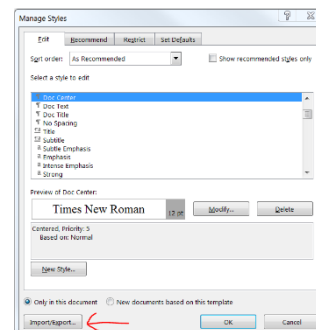 Manage Styles
Edit Recommend Restrict Set Defaults
Sort order: As Recommended Show recommended styles only
Select a style to edit
Doc Center
Doc Text
Doc Title
No Spacing
Title
Subtitle
Subtle Emphasis
Emphasis
Intense Emphasis
Strong
Preview of Doc Center:
Times New Roman 12 pt Modify... Delete
Centered, Priority: 5
Based on: Normal
New Style...
Only in this document New documents based on this template
Import/Export... OK Cancel